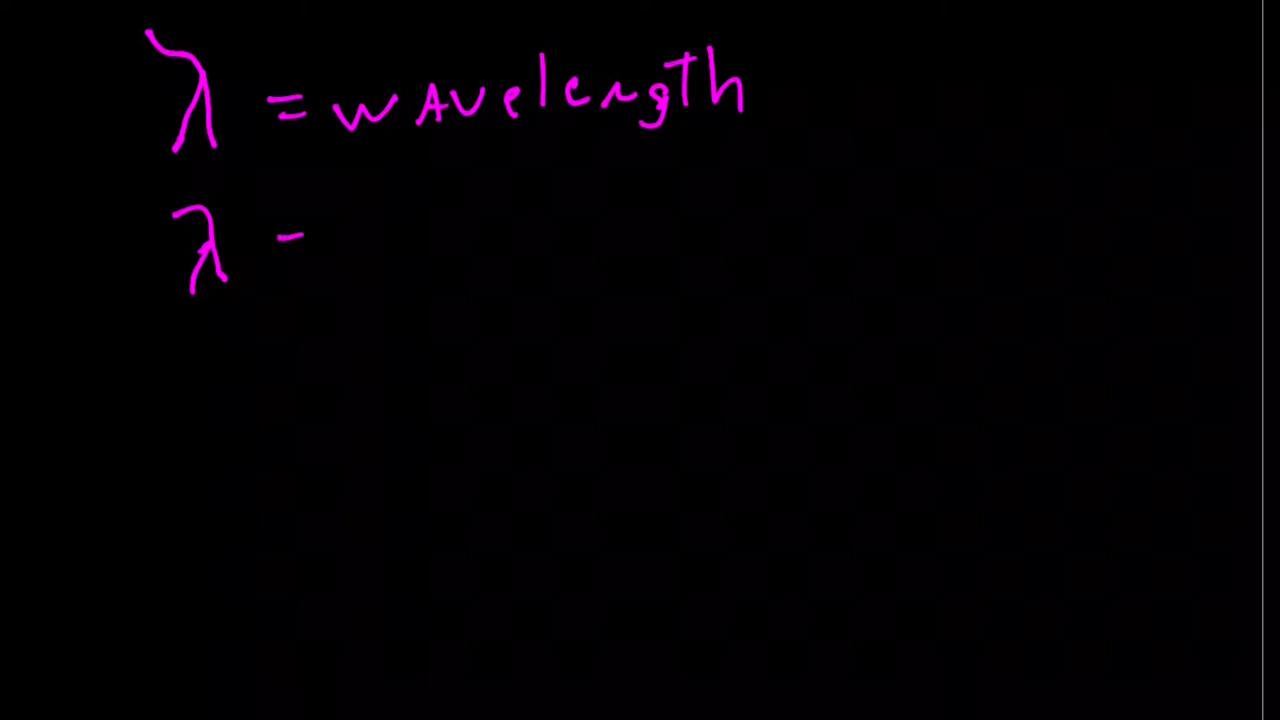 λ = wavelength
λ -